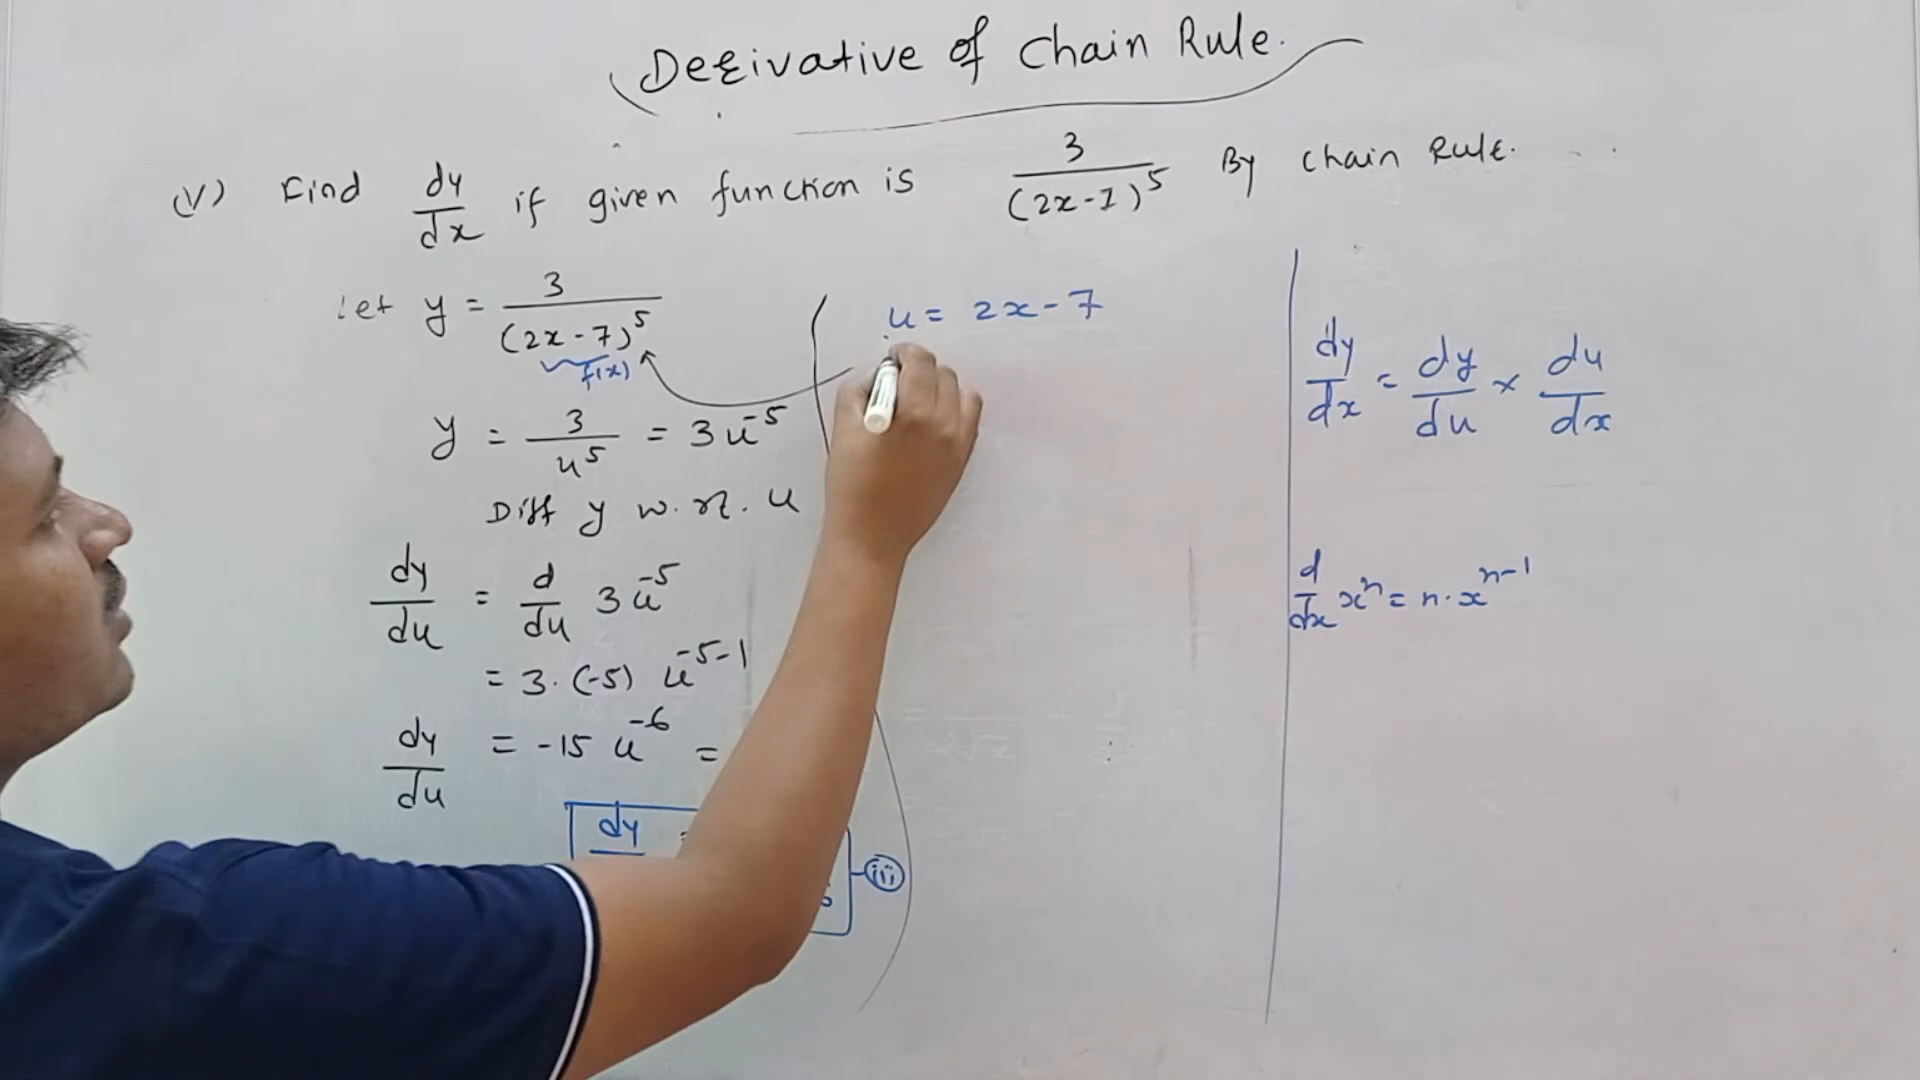 Derivative of Chain Rule.
(V) Find dy/dx if given function is 3/(2x-7)^5 By chain Rule.
Let y = 3/(2x-7)^5
f(x)
y = 3/u^5 = 3u^-5
Diff y w.r.t. u
dy/du = d/du 3u^-5
= 3.(-5) u^-5-1
dy/du = -15 u^-6 =
dy
iii
u = 2x-7
dy/dx = dy/du × du/dx
d/dx x^n = n.x^n-1